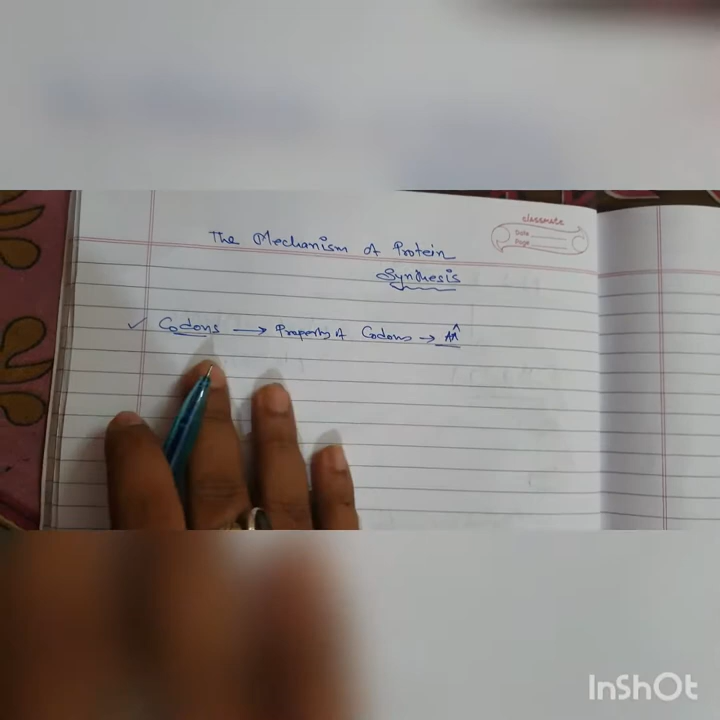 classmate
Date
Page
The Mechanism of Protein
Synthesis
✓ Codons → Property of Codons → AA
InShOt